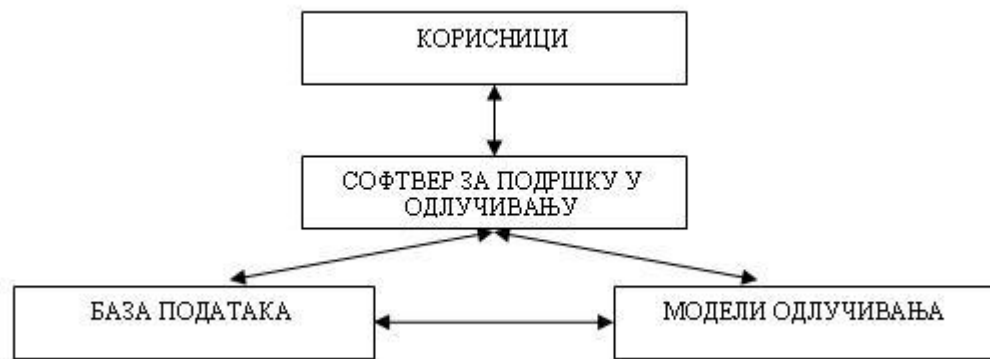 КОРИСНИЦИ
СОФТВЕР ЗА ПОДРШКУ У
ОДЛУЧИВАЊУ
БАЗА ПОДАТАКА
МОДЕЛИ ОДЛУЧИВАЊА